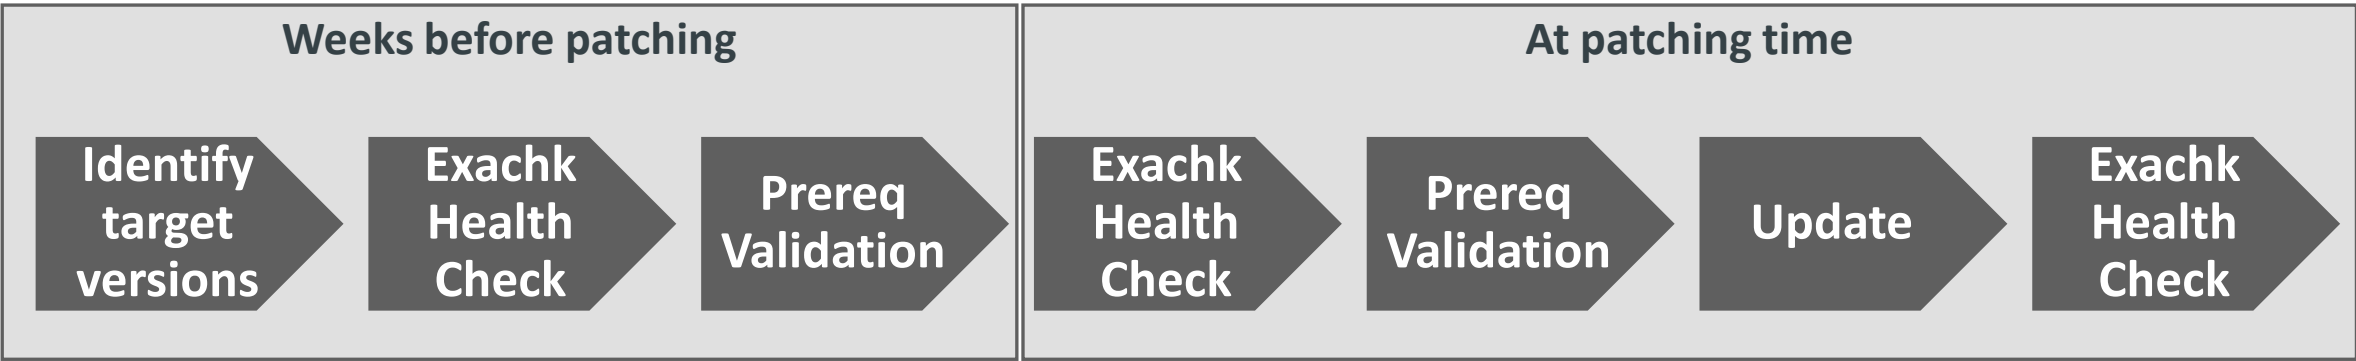 Weeks before patching
Identify
target
versions
Exachk
Health
Check
Prereq
Validation
At patching time
Exachk
Health
Check
Prereq
Validation
Update
Exachk
Health
Check